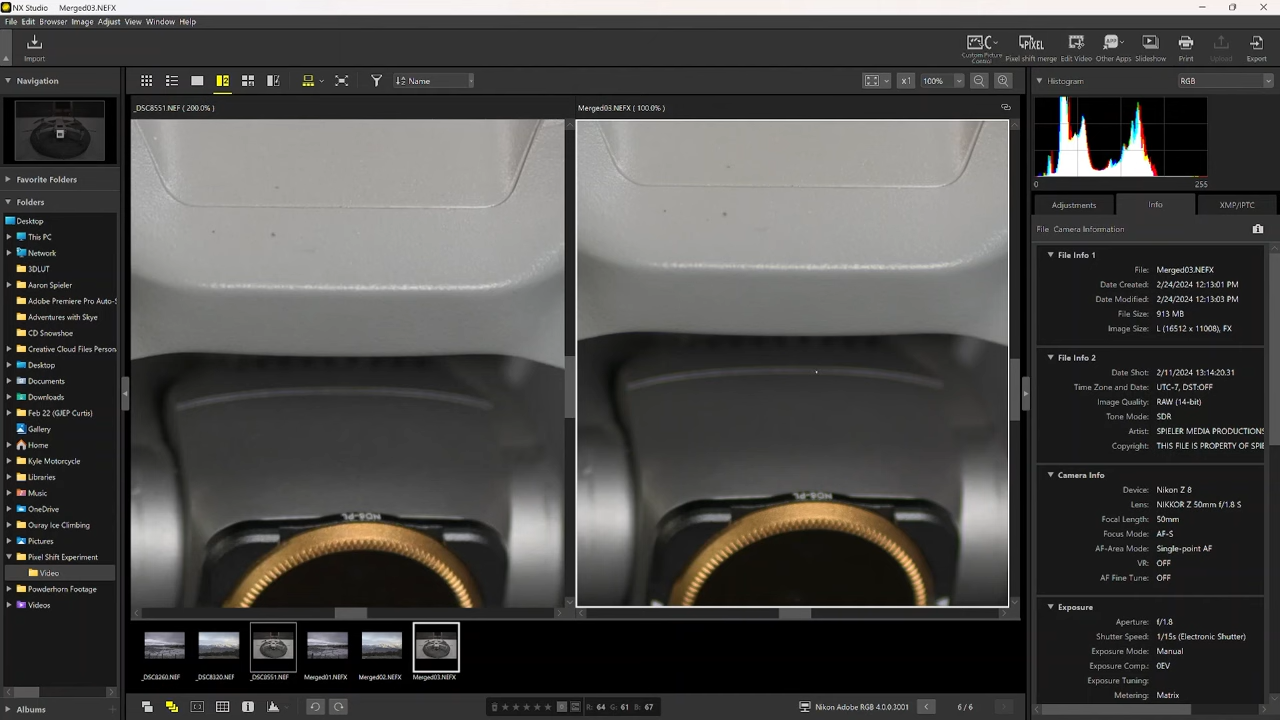 NX Studio Merged03.NEFX
File Edit Browser Image Adjust View Window Help
Import
Custom Picture Control
Pixel shift merge
Edit Video
Other Apps
Slideshow
Print
Upload
Export
Navigation
Name
x1 100%
Histogram
RGB
_DSC8551.NEF ( 200.0% )
Merged03.NEFX ( 100.0% )
0 255
Favorite Folders
Folders
Desktop
This PC
Network
3DLUT
Aaron Spieler
Adobe Premiere Pro Auto-S
Adventures with Skye
CD Snowshoe
Creative Cloud Files Persona
Desktop
Documents
Downloads
Feb 22 (GJEP Curtis)
Gallery
Home
Kyle Motorcycle
Libraries
Music
OneDrive
Ouray Ice Climbing
Pictures
Pixel Shift Experiment
Video
Powderhorn Footage
Videos
Albums
ND6-PL
ND6-PL
Adjustments Info XMP/IPTC
File Camera Information
File Info 1
File: Merged03.NEFX
Date Created: 2/24/2024 12:13:01 PM
Date Modified: 2/24/2024 12:13:03 PM
File Size: 913 MB
Image Size: L (16512 x 11008), FX
File Info 2
Date Shot: 2/11/2024 13:14:20.31
Time Zone and Date: UTC-7, DST:OFF
Image Quality: RAW (14-bit)
Tone Mode: SDR
Artist: SPIELER MEDIA PRODUCTIONS
Copyright: THIS FILE IS PROPERTY OF SPIE
Camera Info
Device: Nikon Z 8
Lens: NIKKOR Z 50mm f/1.8 S
Focal Length: 50mm
Focus Mode: AF-S
AF-Area Mode: Single-point AF
VR: OFF
AF Fine Tune: OFF
Exposure
Aperture: f/1.8
Shutter Speed: 1/15s (Electronic Shutter)
Exposure Mode: Manual
Exposure Comp.: 0EV
Exposure Tuning:
Metering: Matrix
_DSC8260.NEF _DSC8320.NEF _DSC8551.NEF Merged01.NEFX Merged02.NEFX Merged03.NEFX
R: 64 G: 61 B: 67
Nikon Adobe RGB 4.0.0.3001
6 / 6